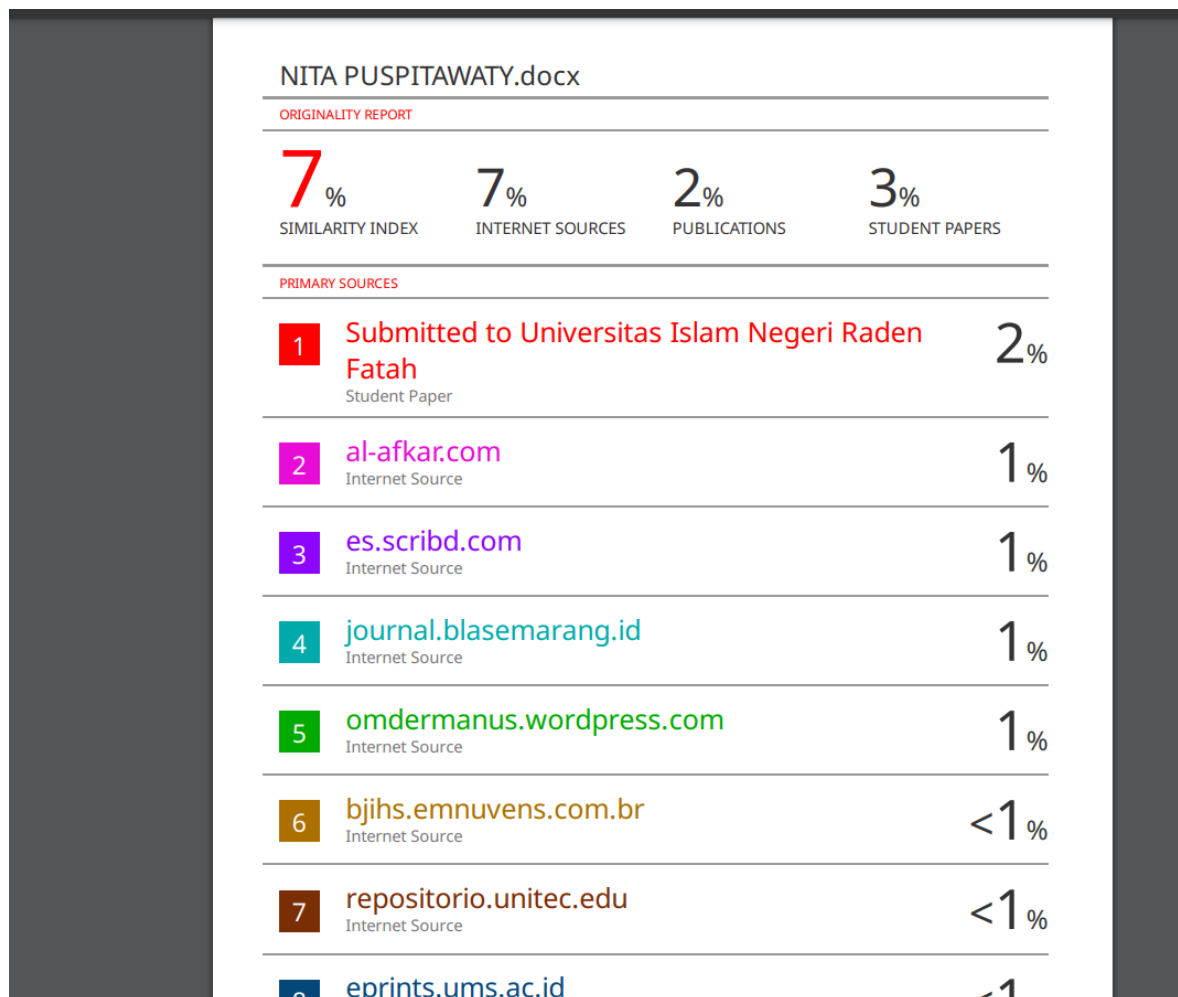 NITA PUSPITAWATY.docx
ORIGINALITY REPORT
7% 7% 2% 3%
SIMILARITY INDEX INTERNET SOURCES PUBLICATIONS STUDENT PAPERS
PRIMARY SOURCES
1 Submitted to Universitas Islam Negeri Raden 2%
Fatah
Student Paper
2 al-afkar.com 1%
Internet Source
3 es.scribd.com 1%
Internet Source
4 journal.blasemarang.id 1%
Internet Source
5 omdermanus.wordpress.com 1%
Internet Source
6 bjihs.emnuvens.com.br <1%
Internet Source
7 repositorio.unitec.edu <1%
Internet Source
8 eprints.ums.ac.id <1